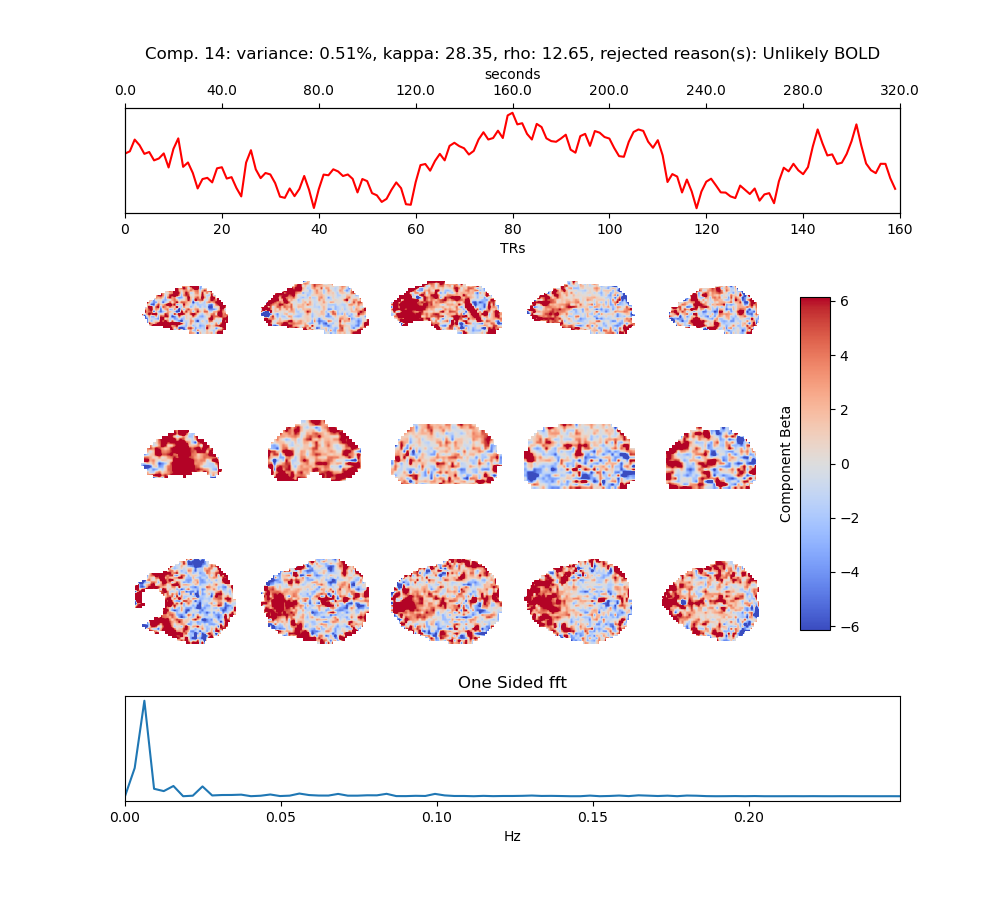 Comp. 14: variance: 0.51%, kappa: 28.35, rho: 12.65, rejected reason(s): Unlikely BOLD
seconds
0.0 40.0 80.0 120.0 160.0 200.0 240.0 280.0 320.0
0 20 40 60 80 100 120 140 160
TRs
6
4
2
0
−2
−4
−6
Component Beta
One Sided fft
0.00 0.05 0.10 0.15 0.20
Hz